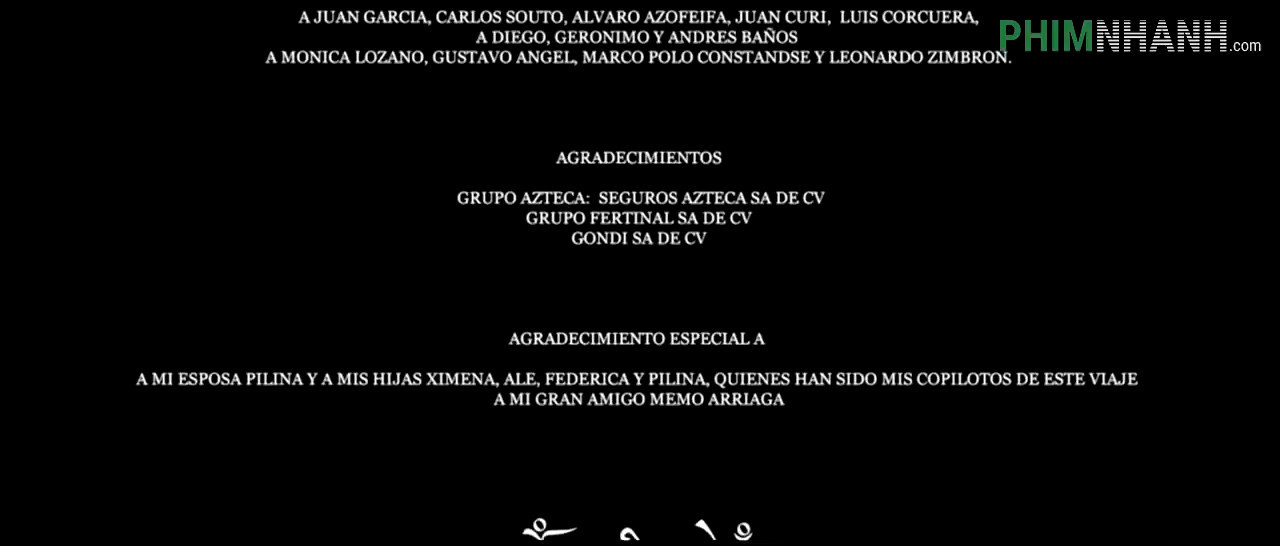 A JUAN GARCIA, CARLOS SOUTO, ALVARO AZOFEIFA, JUAN CURI, LUIS CORCUERA,
A DIEGO, GERONIMO Y ANDRES BAÑOS
A MONICA LOZANO, GUSTAVO ANGEL, MARCO POLO CONSTANDSE Y LEONARDO ZIMBRON.
PHIMNHANH.com
AGRADECIMIENTOS
GRUPO AZTECA: SEGUROS AZTECA SA DE CV
GRUPO FERTINAL SA DE CV
GONDI SA DE CV
AGRADECIMIENTO ESPECIAL A
A MI ESPOSA PILINA Y A MIS HIJAS XIMENA, ALE, FEDERICA Y PILINA, QUIENES HAN SIDO MIS COPILOTOS DE ESTE VIAJE
A MI GRAN AMIGO MEMO ARRIAGA